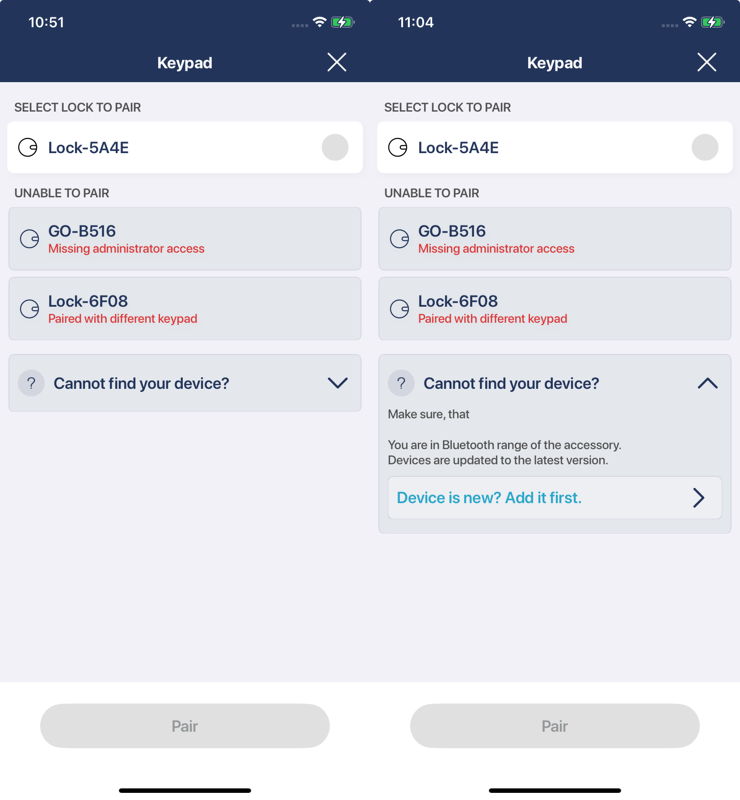 10:51
Keypad
SELECT LOCK TO PAIR
Lock-5A4E
UNABLE TO PAIR
GO-B516
Missing administrator access
Lock-6F08
Paired with different keypad
? Cannot find your device?
Pair
11:04
Keypad
SELECT LOCK TO PAIR
Lock-5A4E
UNABLE TO PAIR
GO-B516
Missing administrator access
Lock-6F08
Paired with different keypad
? Cannot find your device?
Make sure, that
You are in Bluetooth range of the accessory.
Devices are updated to the latest version.
Device is new? Add it first.
Pair